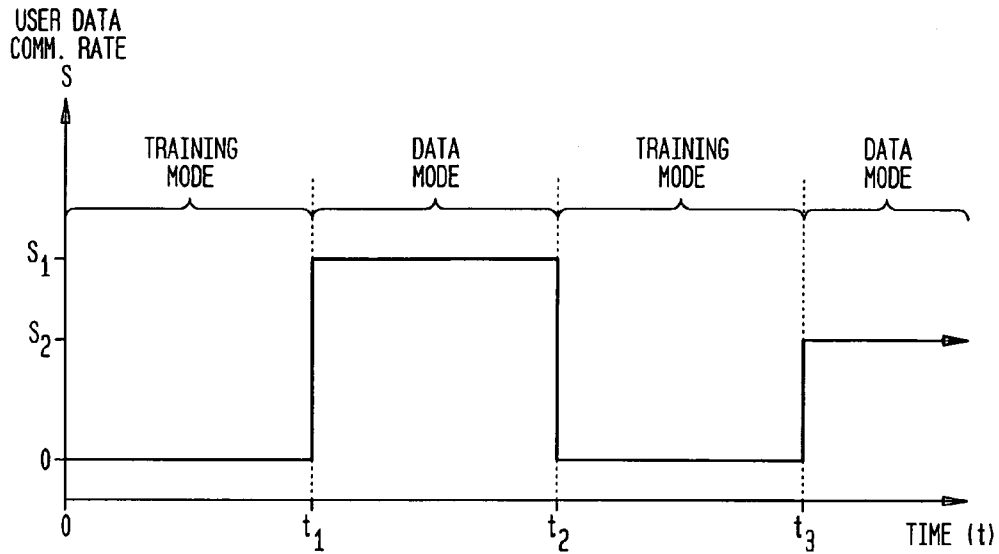 USER DATA
COMM. RATE
S
TRAINING
MODE
DATA
MODE
TRAINING
MODE
DATA
MODE
S1
S2
0
0
t1
t2
t3
TIME (t)